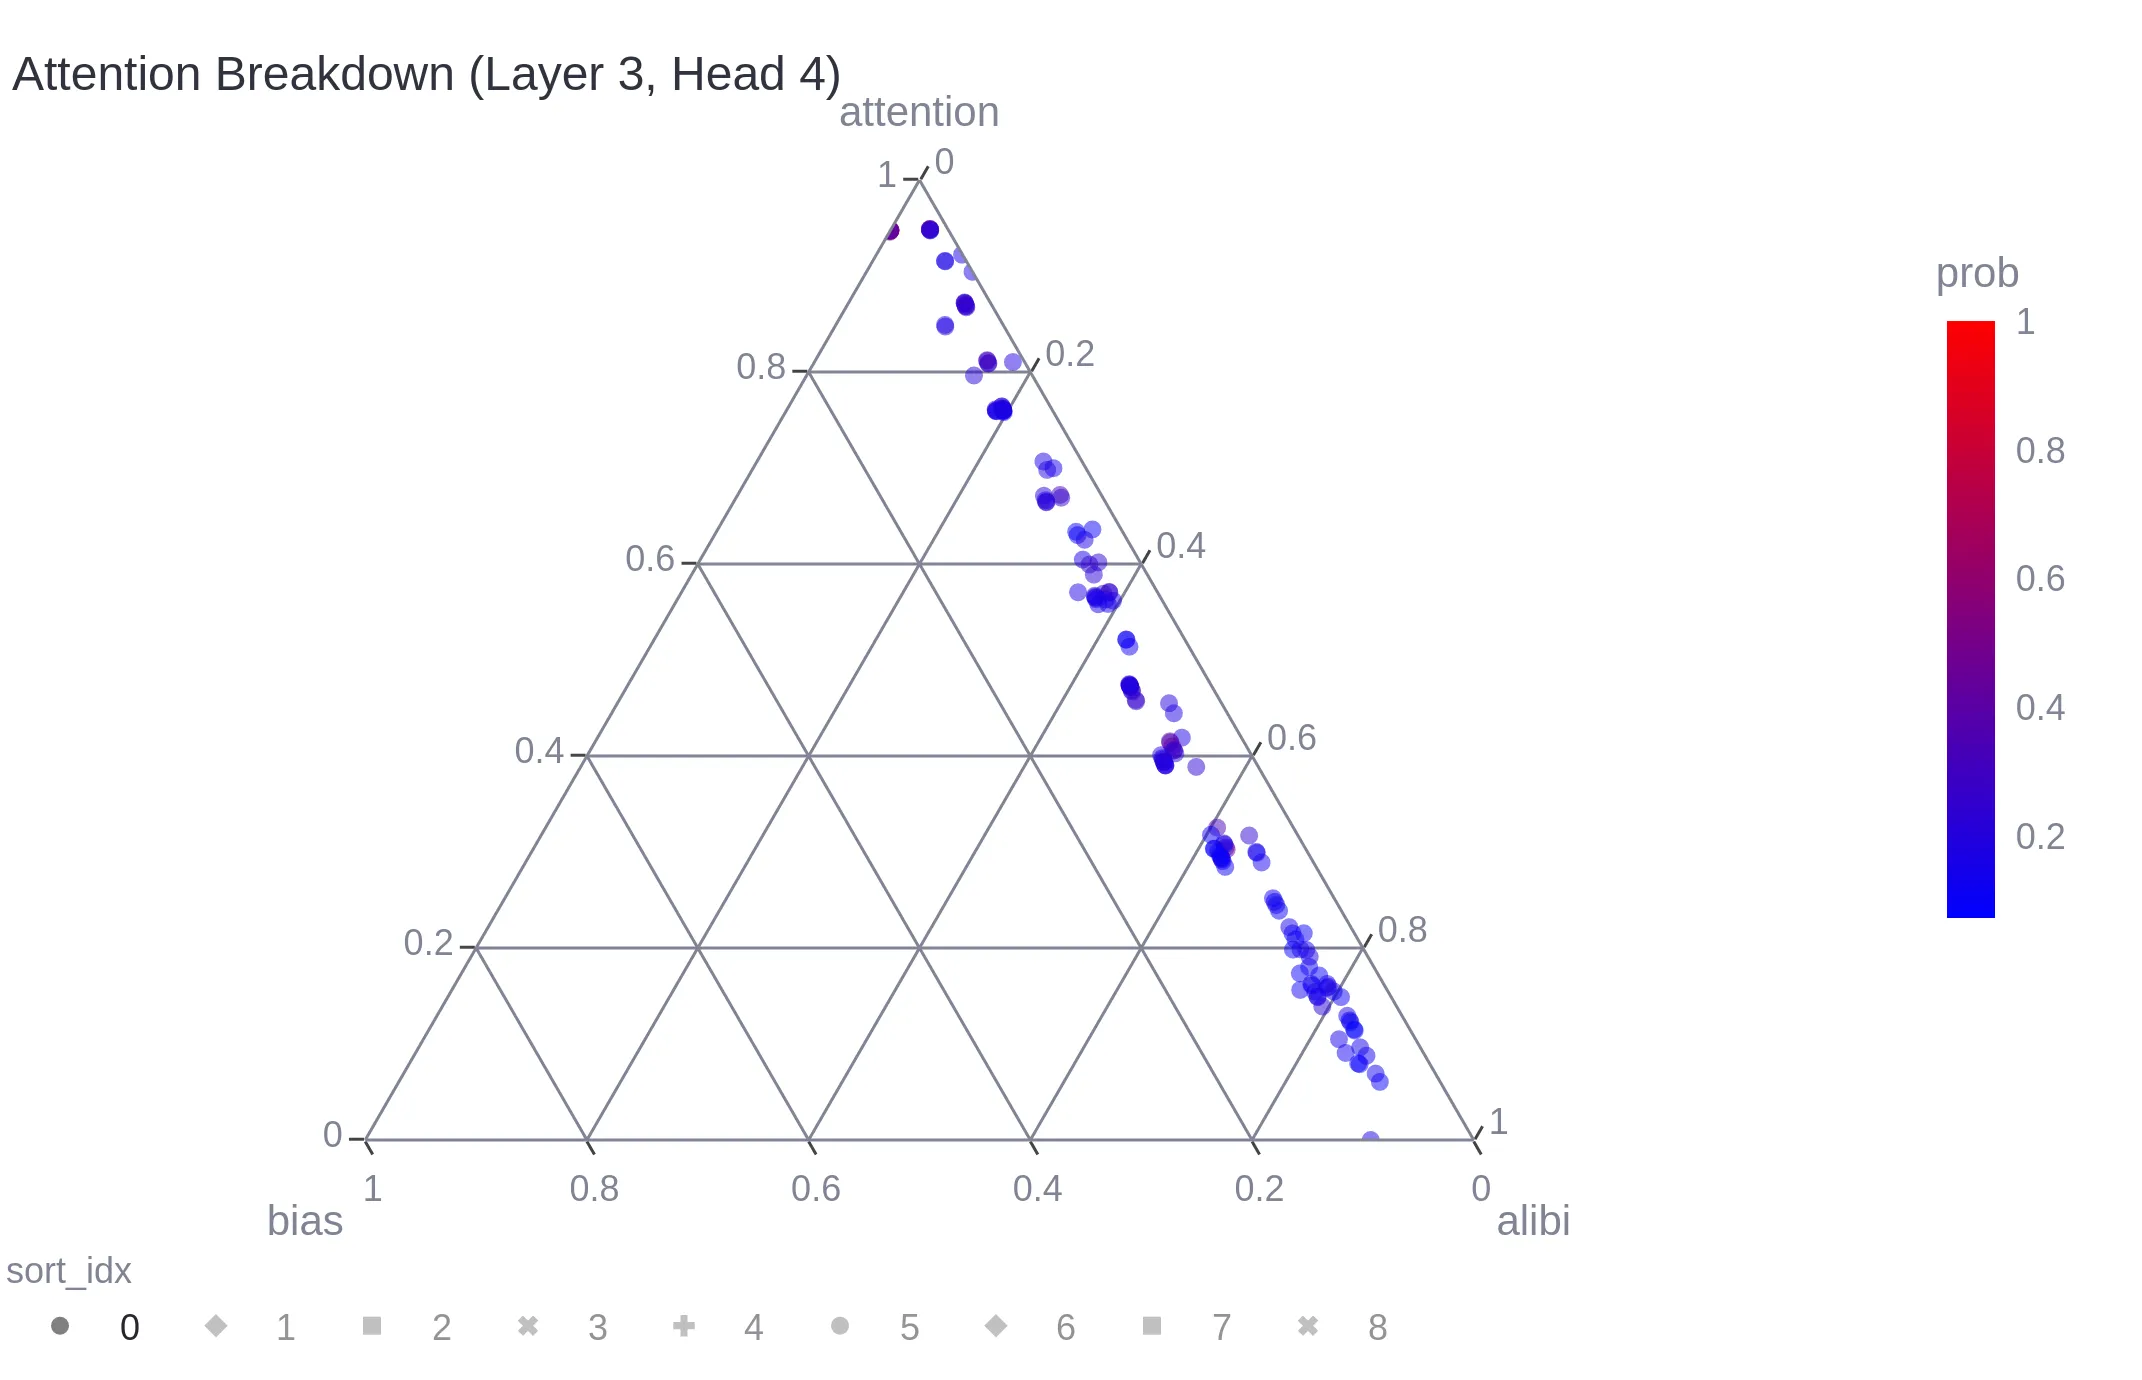 Attention Breakdown (Layer 3, Head 4)
attention
1 0
prob
1
0.8
0.6
0.4
0.2
0.8 0.2
0.6 0.4
0.4 0.6
0.2 0.8
0 1
1 0.8 0.6 0.4 0.2 0
bias alibi
sort_idx
0 1 2 3 4 5 6 7 8